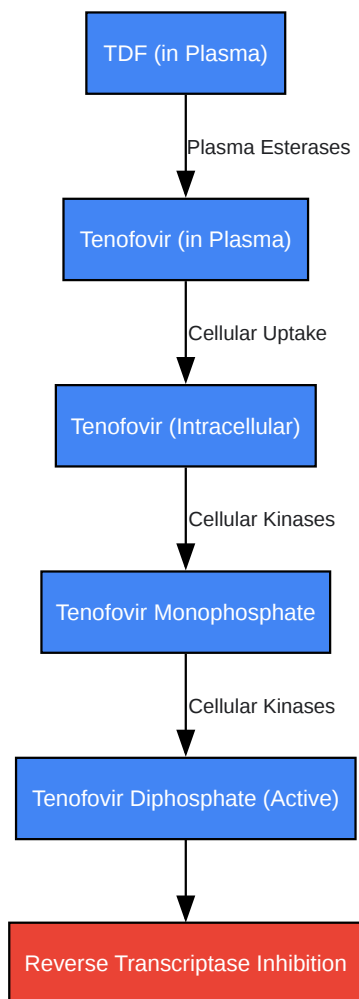 TDF (in Plasma)
Plasma Esterases
Tenofovir (in Plasma)
Cellular Uptake
Tenofovir (Intracellular)
Cellular Kinases
Tenofovir Monophosphate
Cellular Kinases
Tenofovir Diphosphate (Active)
Reverse Transcriptase Inhibition